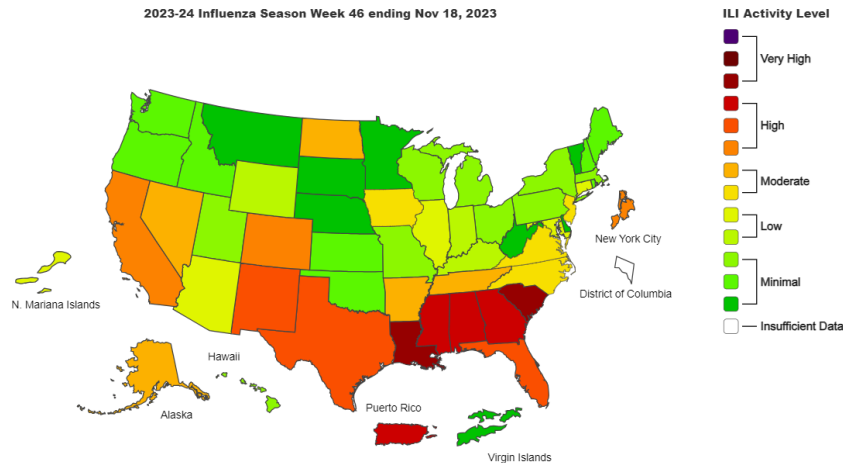 2023-24 Influenza Season Week 46 ending Nov 18, 2023
ILI Activity Level
Very High
High
Moderate
Low
Minimal
Insufficient Data
New York City
District of Columbia
N. Mariana Islands
Hawaii
Alaska
Puerto Rico
Virgin Islands